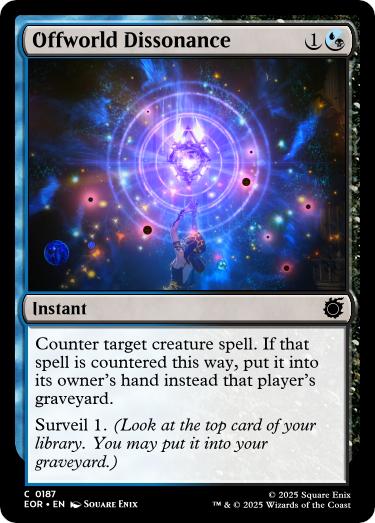 Offworld Dissonance 1
Instant
Counter target creature spell. If that
spell is countered this way, put it into
its owner's hand instead that player's
graveyard.
Surveil 1. (Look at the top card of your
library. You may put it into your
graveyard.)
C 0187
EOR • EN Square Enix
© 2025 Square Enix
™ & © 2025 Wizards of the Coast